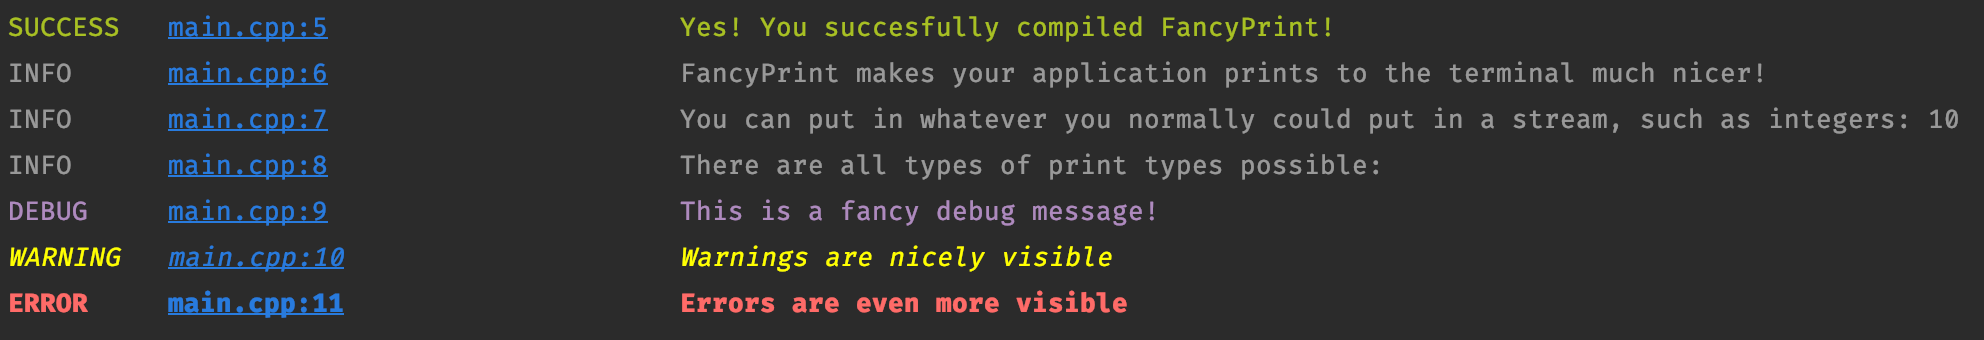 SUCCESS main.cpp:5 Yes! You succesfully compiled FancyPrint!
INFO main.cpp:6 FancyPrint makes your application prints to the terminal much nicer!
INFO main.cpp:7 You can put in whatever you normally could put in a stream, such as integers: 10
INFO main.cpp:8 There are all types of print types possible:
DEBUG main.cpp:9 This is a fancy debug message!
WARNING main.cpp:10 Warnings are nicely visible
ERROR main.cpp:11 Errors are even more visible